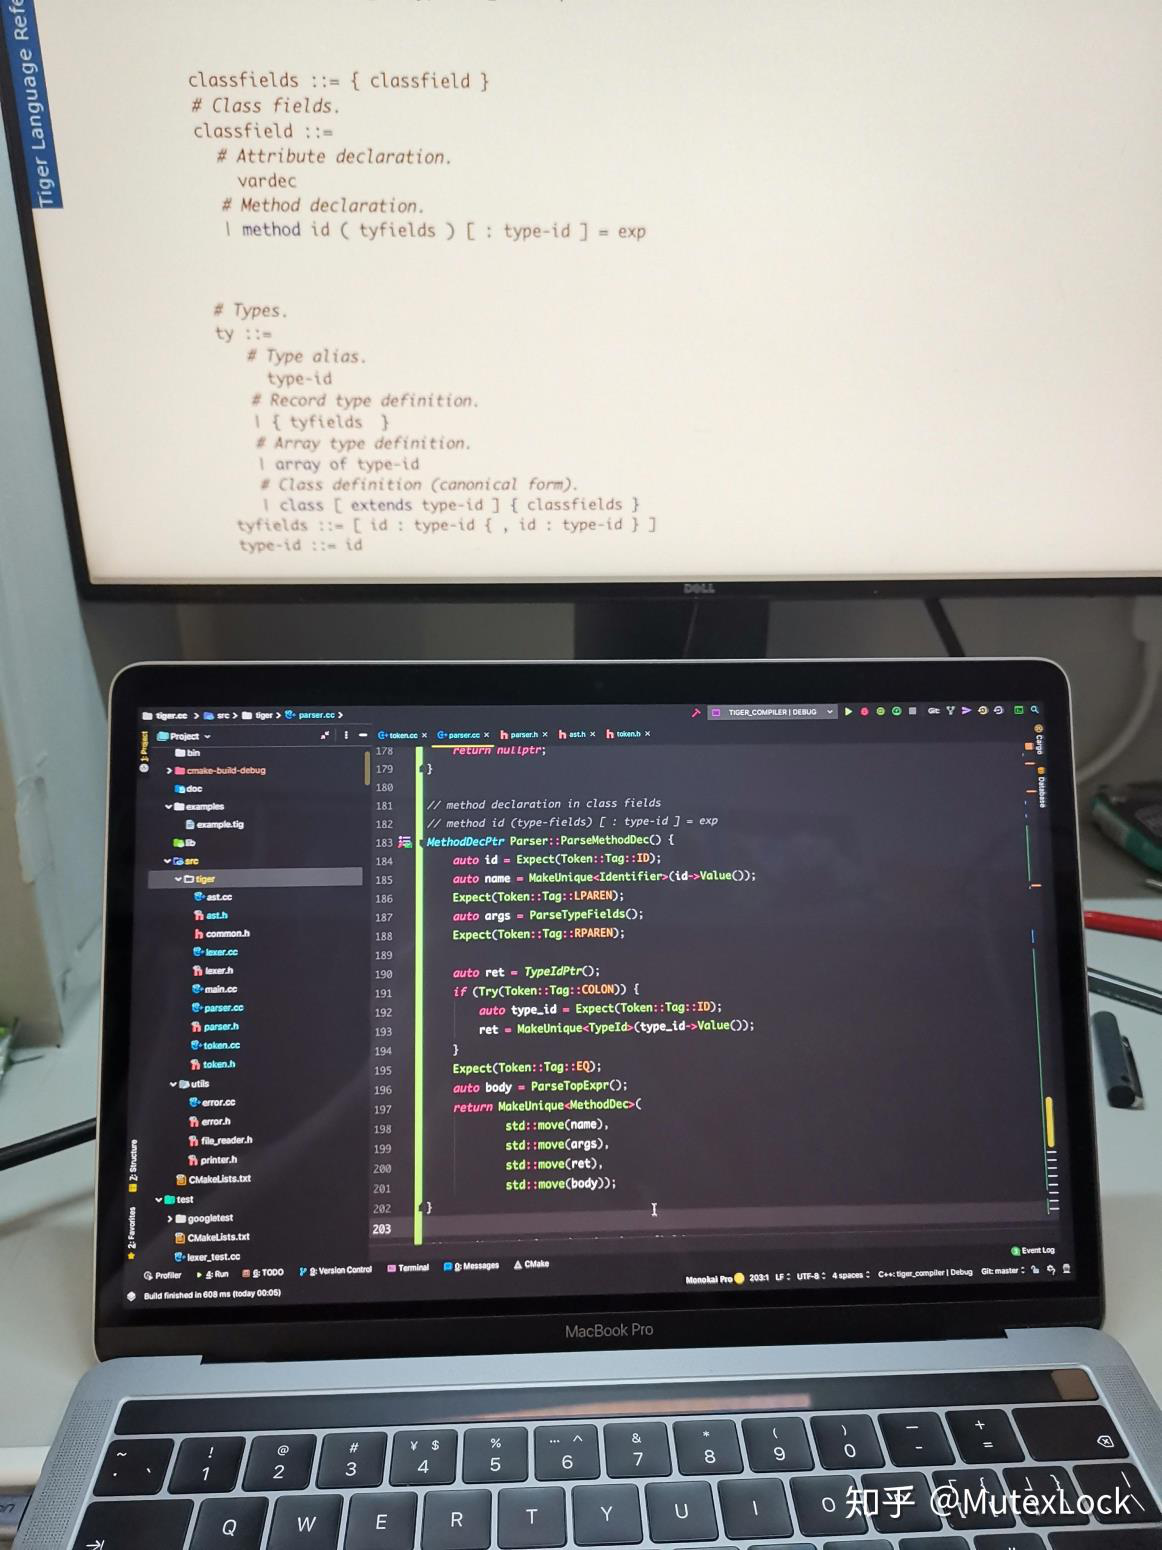 Tiger Language Refe
classfields ::= { classfield }
# Class fields.
classfield ::=
# Attribute declaration.
vardec
# Method declaration.
| method id ( tyfields ) [ : type-id ] = exp
# Types.
ty ::=
# Type alias.
type-id
# Record type definition.
| { tyfields }
# Array type definition.
| array of type-id
# Class definition (canonical form).
| class [ extends type-id ] { classfields }
tyfields ::= [ id : type-id { , id : type-id } ]
type-id ::= id
DELL
tiger.cc > src > tiger > parser.cc >
TIGER_COMPILER | DEBUG
Git:
1: Project
Project
token.cc × parser.cc × parser.h × ast.h × token.h ×
Cargo
Database
bin
cmake-build-debug
doc
examples
example.tig
lib
src
tiger
ast.cc
ast.h
common.h
lexer.cc
lexer.h
main.cc
parser.cc
parser.h
token.cc
token.h
utils
error.cc
error.h
file_reader.h
printer.h
CMakeLists.txt
test
googletest
CMakeLists.txt
lexer_test.cc
Z: Structure
2: Favorites
178 return nullptr;
179 }
180
181 // method declaration in class fields
182 // method id (type-fields) [ : type-id ] = exp
183 MethodDecPtr Parser::ParseMethodDec() {
184 auto id = Expect(Token::Tag::ID);
185 auto name = MakeUnique<Identifier>(id->Value());
186 Expect(Token::Tag::LPAREN);
187 auto args = ParseTypeFields();
188 Expect(Token::Tag::RPAREN);
189
190 auto ret = TypeIdPtr();
191 if (Try(Token::Tag::COLON)) {
192 auto type_id = Expect(Token::Tag::ID);
193 ret = MakeUnique<TypeId>(type_id->Value());
194 }
195 Expect(Token::Tag::EQ);
196 auto body = ParseTopExpr();
197 return MakeUnique<MethodDec>(
198 std::move(name),
199 std::move(args),
200 std::move(ret),
201 std::move(body));
202 }
203
Event Log
Profiler 4: Run 6: TODO 9: Version Control Terminal 0: Messages CMake
Monokai Pro 203:1 LF UTF-8 4 spaces C++: tiger_compiler | Debug Git: master
Build finished in 608 ms (today 00:05)
MacBook Pro
~ ! @ # ¥ $ % … ^ & * ( ) — - + =
· ` 1 2 3 4 5 6 7 8 9 0
Q W E R T Y U I O
知乎 @MutexLock